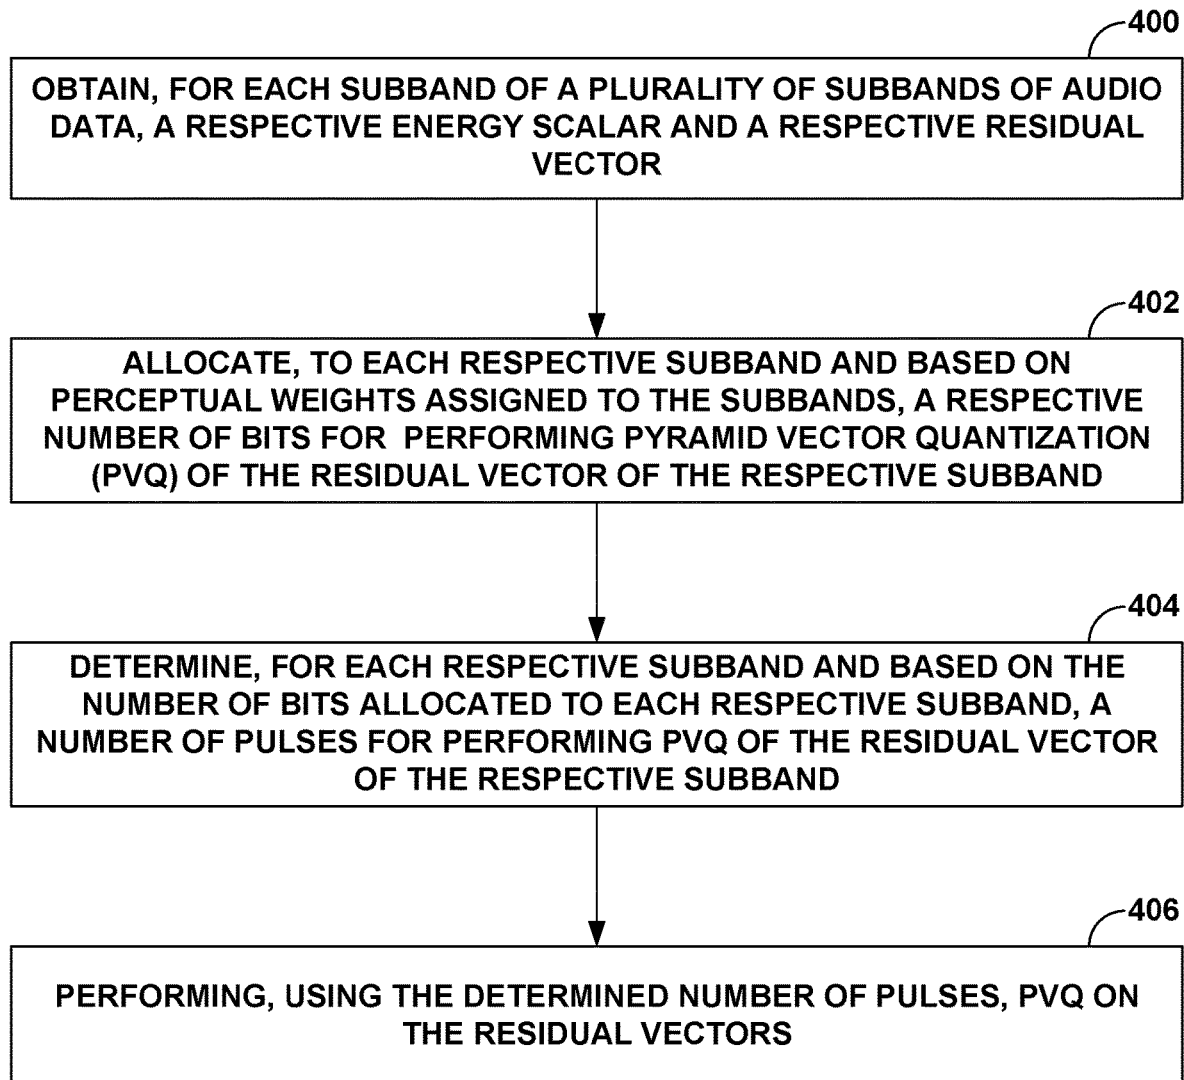 400
OBTAIN, FOR EACH SUBBAND OF A PLURALITY OF SUBBANDS OF AUDIO
DATA, A RESPECTIVE ENERGY SCALAR AND A RESPECTIVE RESIDUAL
VECTOR
402
ALLOCATE, TO EACH RESPECTIVE SUBBAND AND BASED ON
PERCEPTUAL WEIGHTS ASSIGNED TO THE SUBBANDS, A RESPECTIVE
NUMBER OF BITS FOR  PERFORMING PYRAMID VECTOR QUANTIZATION
(PVQ) OF THE RESIDUAL VECTOR OF THE RESPECTIVE SUBBAND
404
DETERMINE, FOR EACH RESPECTIVE SUBBAND AND BASED ON THE
NUMBER OF BITS ALLOCATED TO EACH RESPECTIVE SUBBAND, A
NUMBER OF PULSES FOR PERFORMING PVQ OF THE RESIDUAL VECTOR
OF THE RESPECTIVE SUBBAND
406
PERFORMING, USING THE DETERMINED NUMBER OF PULSES, PVQ ON
THE RESIDUAL VECTORS